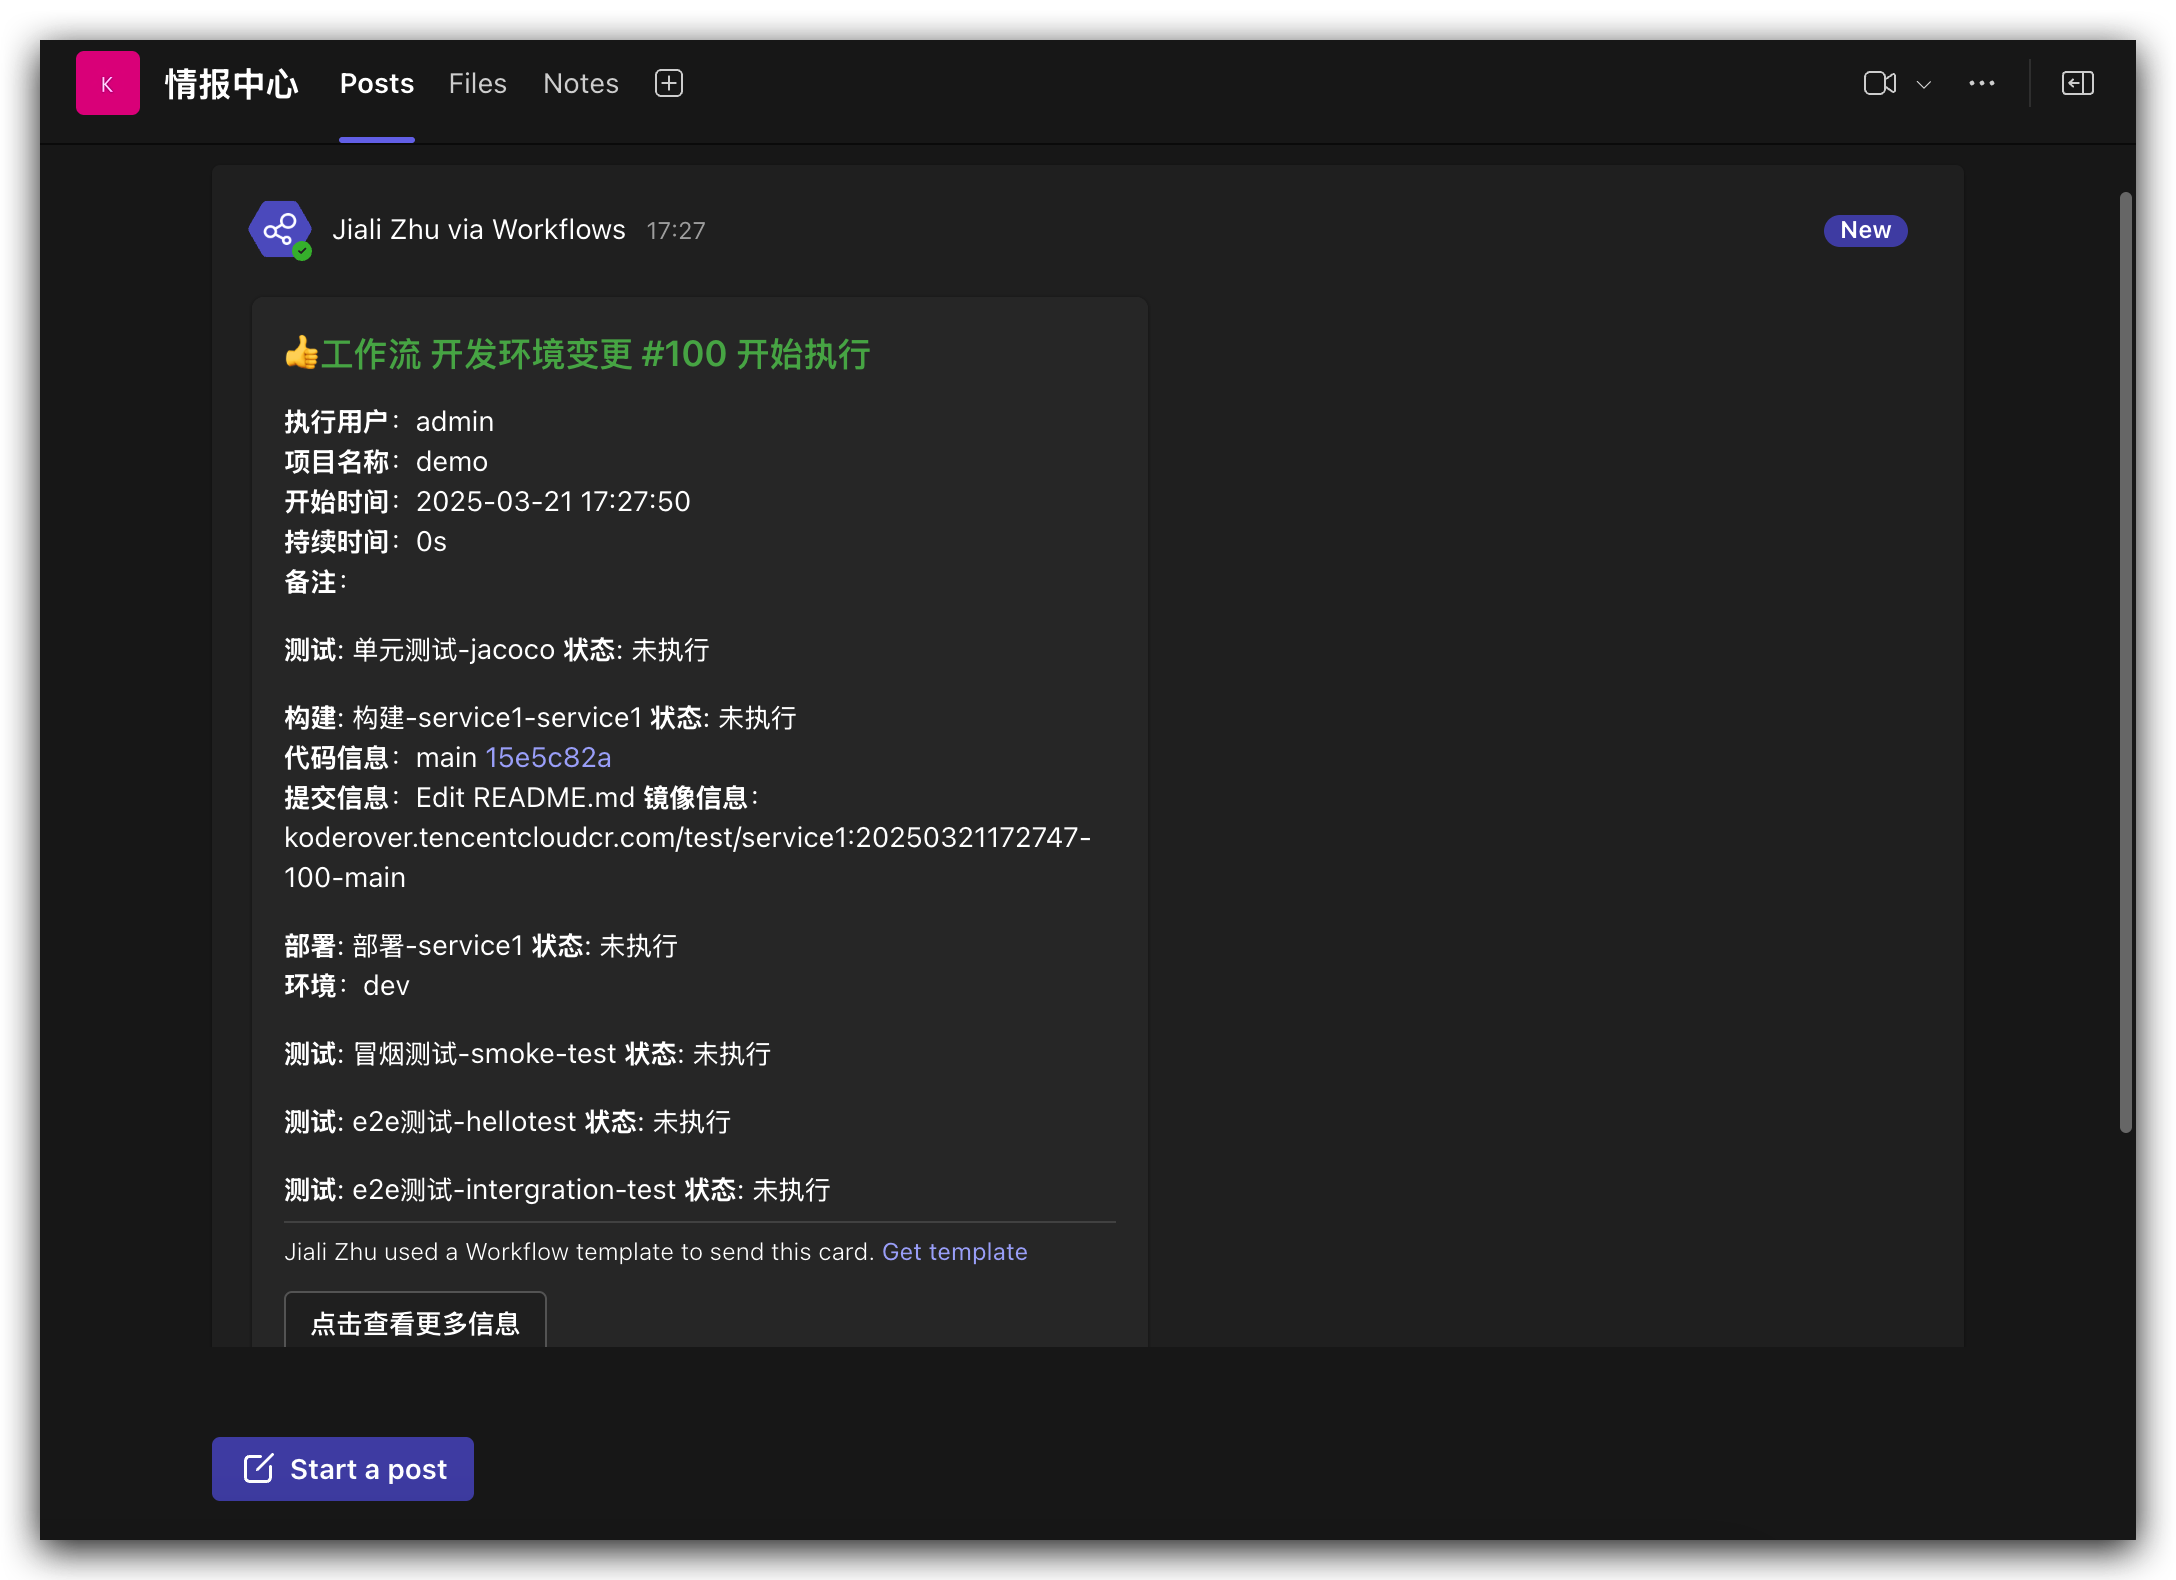 K 情报中心 Posts Files Notes
Jiali Zhu via Workflows 17:27 New
👍工作流 开发环境变更 #100 开始执行
执行用户：admin
项目名称：demo
开始时间：2025-03-21 17:27:50
持续时间：0s
备注：
测试: 单元测试-jacoco 状态: 未执行
构建: 构建-service1-service1 状态: 未执行
代码信息：main 15e5c82a
提交信息：Edit README.md 镜像信息：
koderover.tencentcloudcr.com/test/service1:20250321172747-
100-main
部署: 部署-service1 状态: 未执行
环境：dev
测试: 冒烟测试-smoke-test 状态: 未执行
测试: e2e测试-hellotest 状态: 未执行
测试: e2e测试-intergration-test 状态: 未执行
Jiali Zhu used a Workflow template to send this card. Get template
点击查看更多信息
Start a post